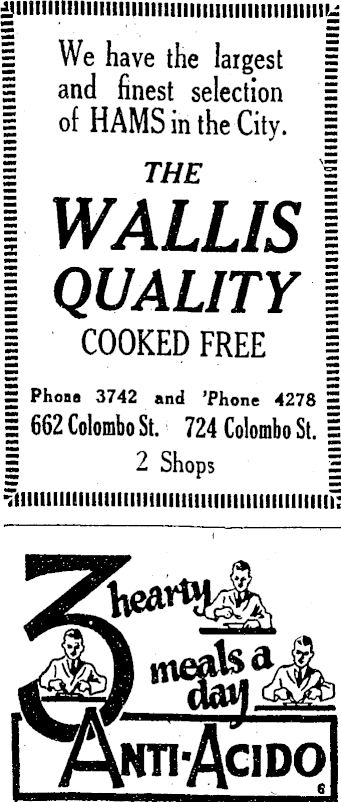 We have the largest
and finest selection
of HAMS in the City.
THE
WALLIS
QUALITY
COOKED FREE
Phone 3742 and 'Phone 4278
662 Colombo St. 724 Colombo St.
2 Shops
3 hearty
meals a
day
ANTI-ACIDO
6